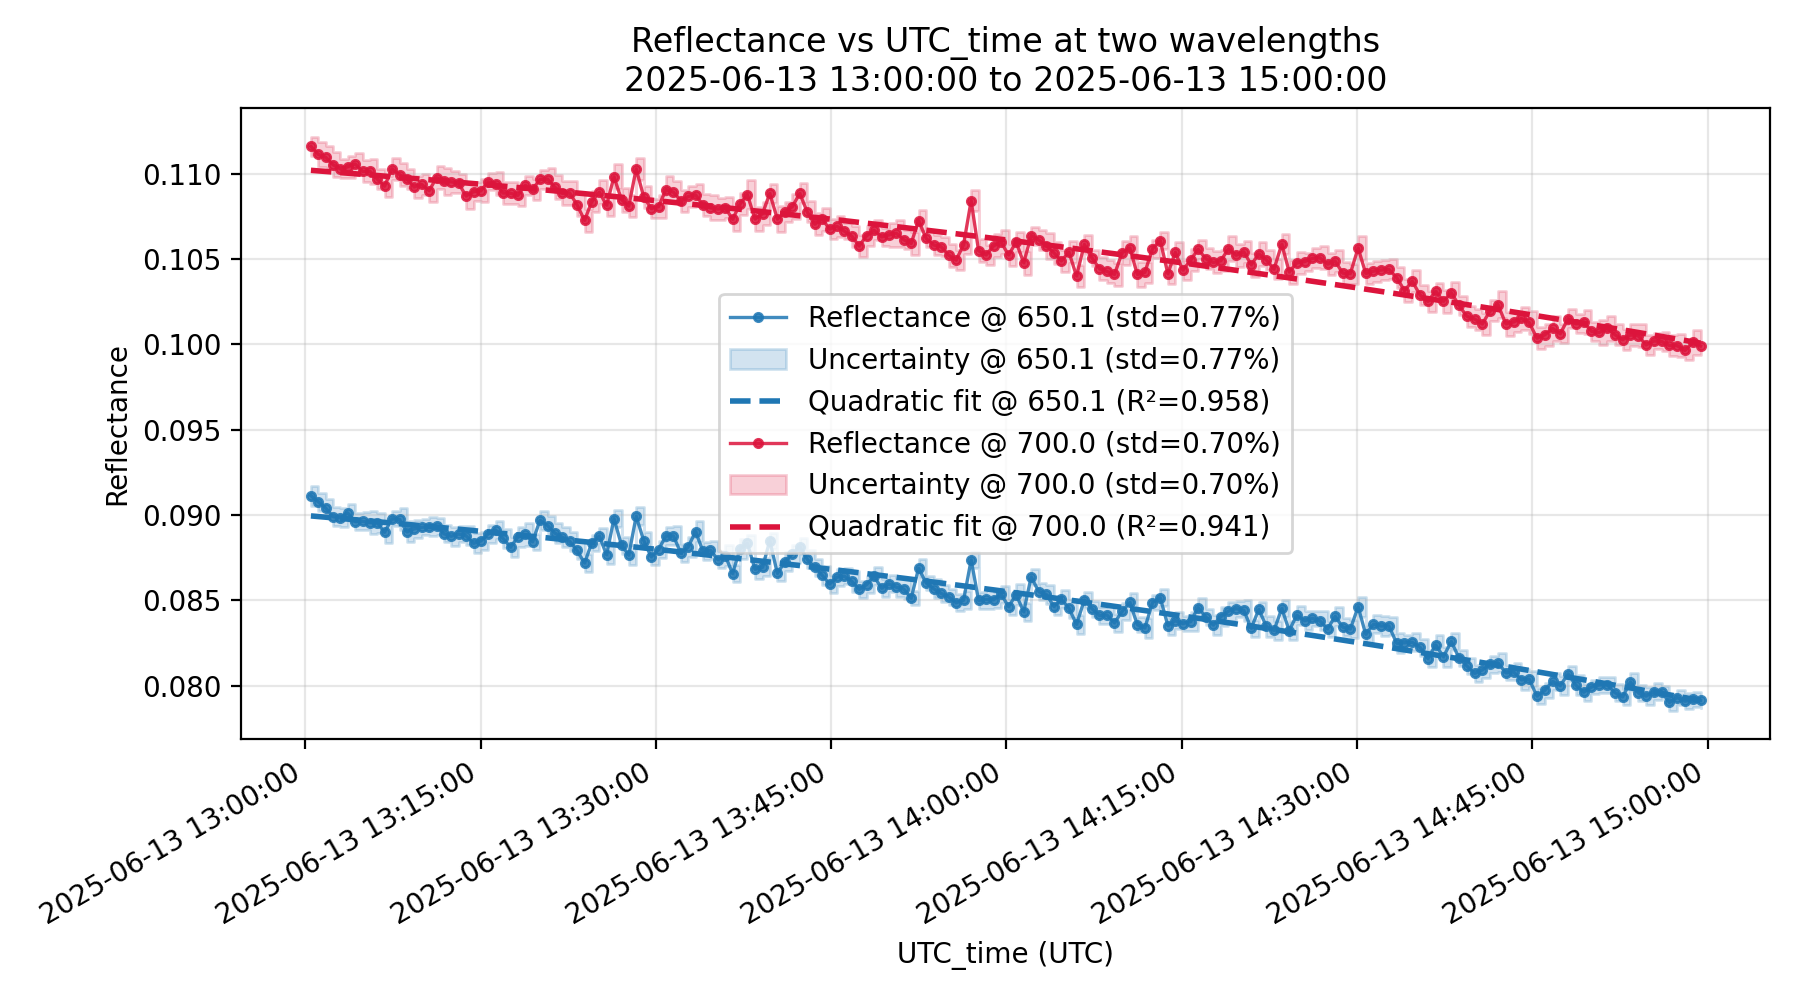 Reflectance vs UTC_time at two wavelengths
2025-06-13 13:00:00 to 2025-06-13 15:00:00
Reflectance
0.110
0.105
0.100
0.095
0.090
0.085
0.080
Reflectance @ 650.1 (std=0.77%)
Uncertainty @ 650.1 (std=0.77%)
Quadratic fit @ 650.1 (R²=0.958)
Reflectance @ 700.0 (std=0.70%)
Uncertainty @ 700.0 (std=0.70%)
Quadratic fit @ 700.0 (R²=0.941)
2025-06-13 13:00:00
2025-06-13 13:15:00
2025-06-13 13:30:00
2025-06-13 13:45:00
2025-06-13 14:00:00
2025-06-13 14:15:00
2025-06-13 14:30:00
2025-06-13 14:45:00
2025-06-13 15:00:00
UTC_time (UTC)